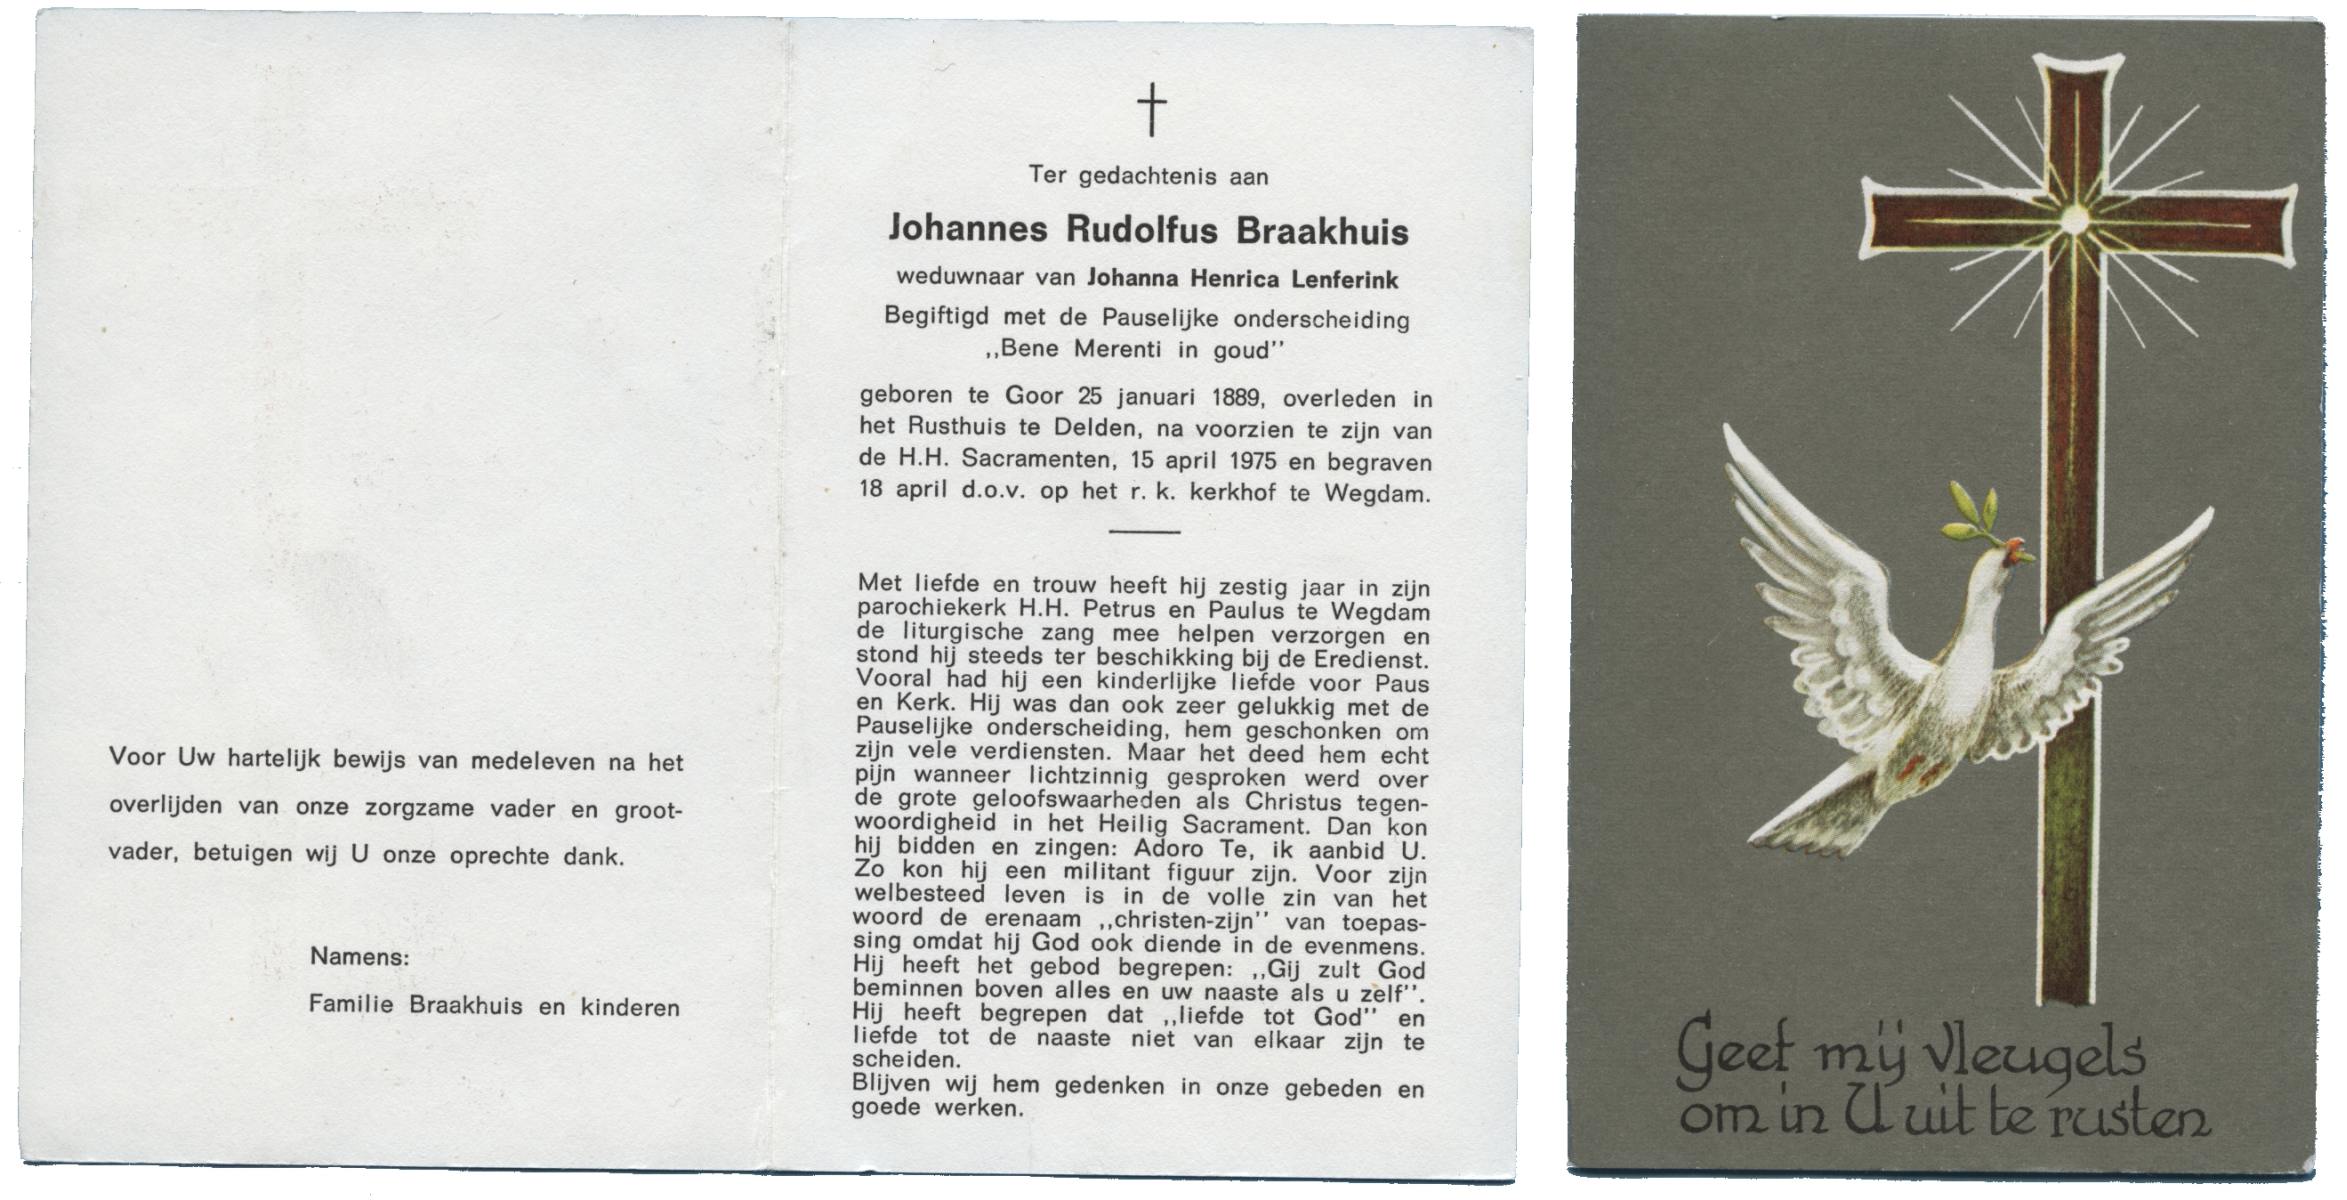 Voor Uw hartelijk bewijs van medeleven na het
overlijden van onze zorgzame vader en groot-
vader, betuigen wij U onze oprechte dank.
Namens:
Familie Braakhuis en kinderen
Ter gedachtenis aan
Johannes Rudolfus Braakhuis
weduwnaar van Johanna Henrica Lenferink
Begiftigd met de Pauselijke onderscheiding
,,Bene Merenti in goud''
geboren te Goor 25 januari 1889, overleden in
het Rusthuis te Delden, na voorzien te zijn van
de H.H. Sacramenten, 15 april 1975 en begraven
18 april d.o.v. op het r. k. kerkhof te Wegdam.
Met liefde en trouw heeft hij zestig jaar in zijn
parochiekerk H.H. Petrus en Paulus te Wegdam
de liturgische zang mee helpen verzorgen en
stond hij steeds ter beschikking bij de Eredienst.
Vooral had hij een kinderlijke liefde voor Paus
en Kerk. Hij was dan ook zeer gelukkig met de
Pauselijke onderscheiding, hem geschonken om
zijn vele verdiensten. Maar het deed hem echt
pijn wanneer lichtzinnig gesproken werd over
de grote geloofswaarheden als Christus tegen-
woordigheid in het Heilig Sacrament. Dan kon
hij bidden en zingen: Adoro Te, ik aanbid U.
Zo kon hij een militant figuur zijn. Voor zijn
welbesteed leven is in de volle zin van het
woord de erenaam ,,christen-zijn'' van toepas-
sing omdat hij God ook diende in de evenmens.
Hij heeft het gebod begrepen: ,,Gij zult God
beminnen boven alles en uw naaste als u zelf''.
Hij heeft begrepen dat ,,liefde tot God'' en
liefde tot de naaste niet van elkaar zijn te
scheiden.
Blijven wij hem gedenken in onze gebeden en
goede werken.
Geef mij vleugels
om in U uit te rusten